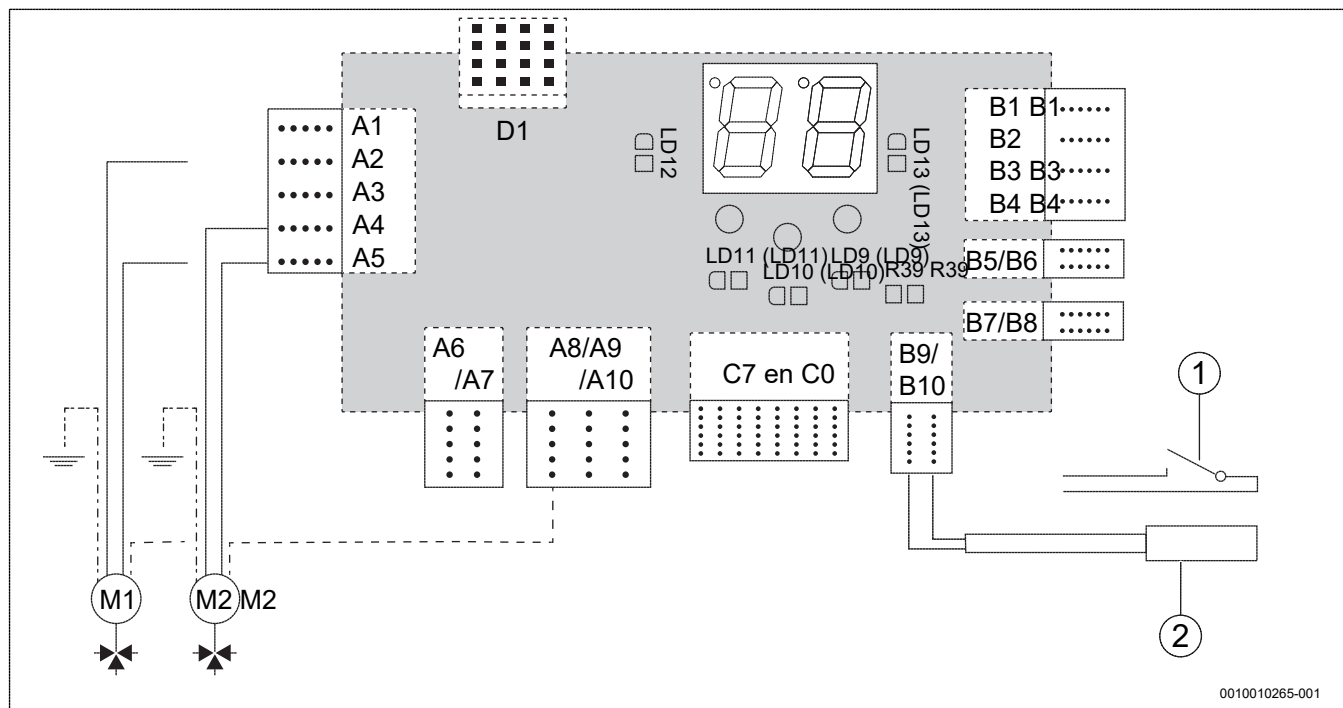 D1
A1
A2
A3
A4
A5
LD12
LD13 (LD13)
B1 B1
B2
B3 B3
B4 B4
LD11 (LD11) LD9 (LD9)
LD10 (LD10) R39 R39
B5/B6
B7/B8
A6
/A7
A8/A9
/A10
C7 en C0
B9/
B10
1
M1
M2 M2
2
0010010265-001